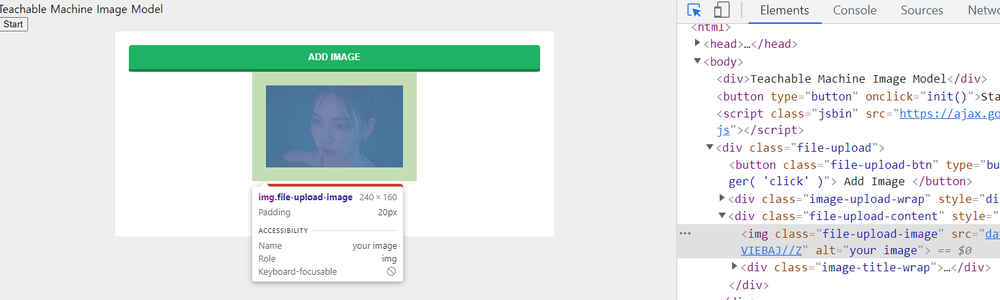 Teachable Machine Image Model
Start
ADD IMAGE
img.file-upload-image 240 × 160
Padding 20px
ACCESSIBILITY
Name your image
Role img
Keyboard-focusable
Elements Console Sources Netwo
<html>
<head>…</head>
<body>
<div>Teachable Machine Image Model</div>
<button type="button" onclick="init()">Sta
<script class="jsbin" src="https://ajax.go
js"></script>
<div class="file-upload">
<button class="file-upload-btn" type="bu
ger( 'click' )"> Add Image </button>
<div class="image-upload-wrap" style="di
<div class="file-upload-content" style="
<img class="file-upload-image" src="da
VIEBAJ//Z" alt="your image"> == $0
<div class="image-title-wrap">…</div>
</div>